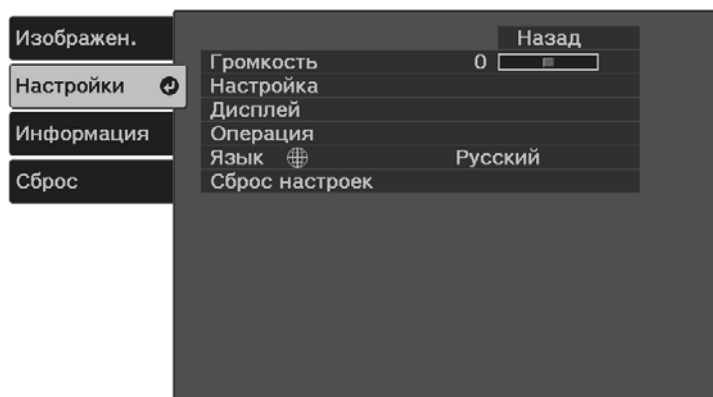 Изображен.
Настройки
Информация
Сброс
Назад
Громкость 0
Настройка
Дисплей
Операция
Язык Русский
Сброс настроек